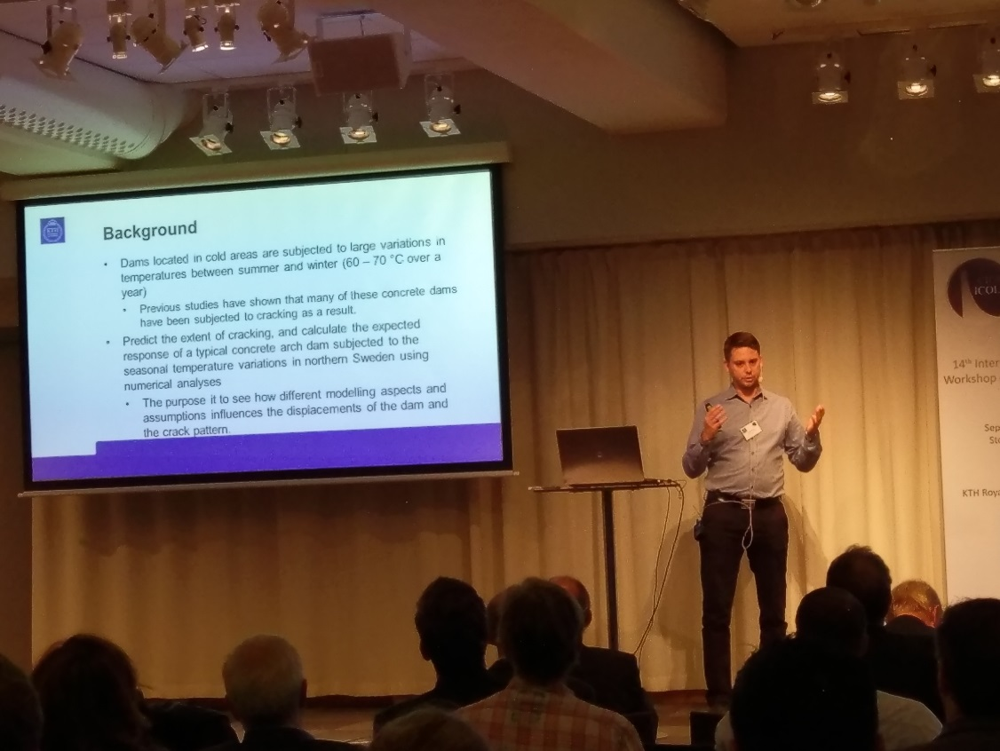 Background
• Dams located in cold areas are subjected to large variations in
temperatures between summer and winter (60 – 70 °C over a
year)
• Previous studies have shown that many of these concrete dams
have been subjected to cracking as a result.
• Predict the extent of cracking, and calculate the expected
response of a typical concrete arch dam subjected to the
seasonal temperature variations in northern Sweden using
numerical analyses
• The purpose it to see how different modelling aspects and
assumptions influences the displacements of the dam and
the crack pattern.
KTH
ICOL
14th Inter
Workshop
Sep
St
KTH Roya